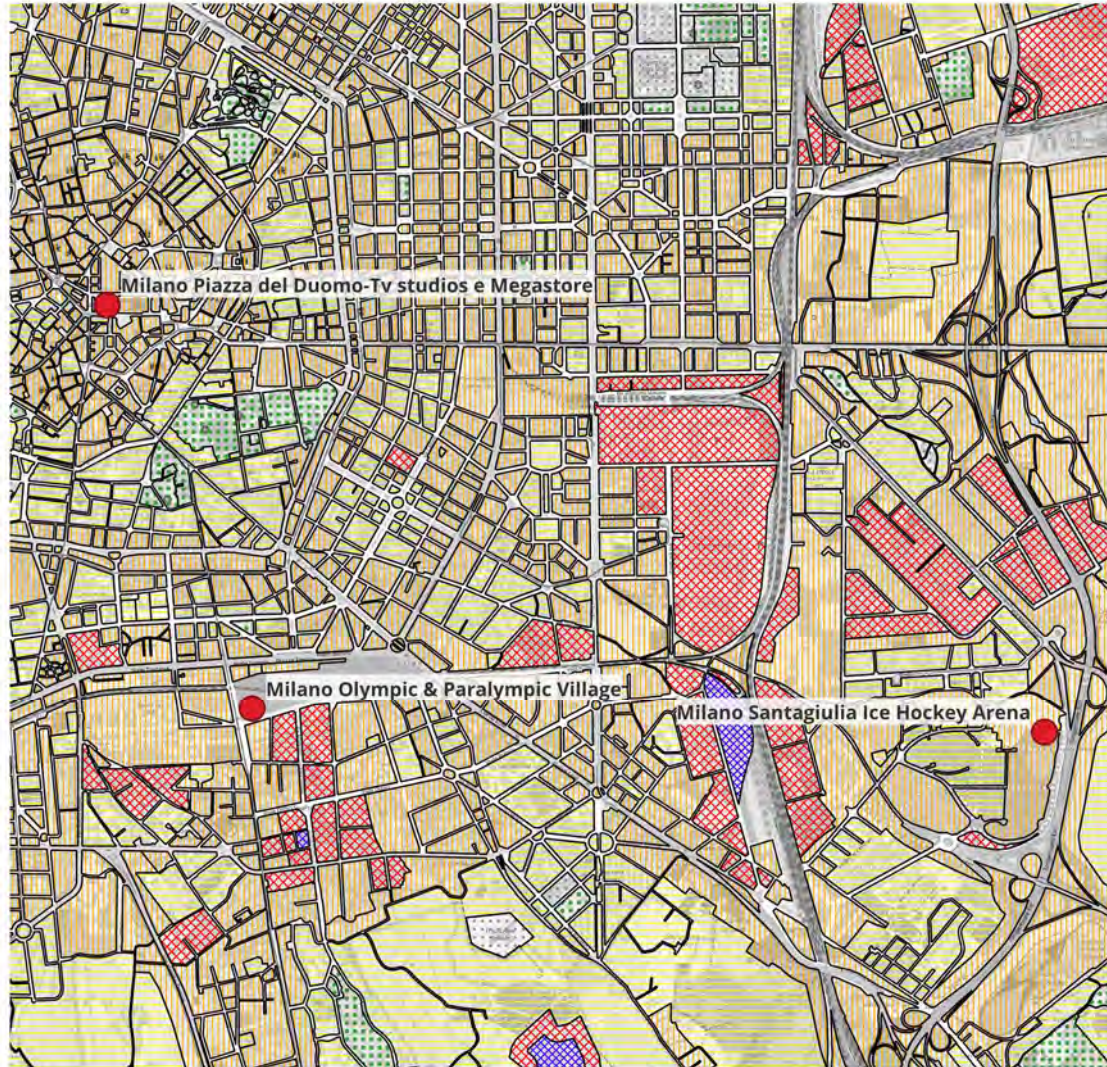 Milano Piazza del Duomo-Tv studios e Megastore
Milano Olympic & Paralympic Village
Milano Santagiulia Ice Hockey Arena